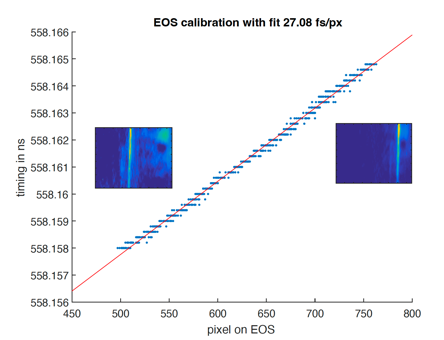 EOS calibration with fit 27.08 fs/px
558.166
558.165
558.164
558.163
558.162
558.161
558.16
558.159
558.158
558.157
558.156
timing in ns
450 500 550 600 650 700 750 800
pixel on EOS